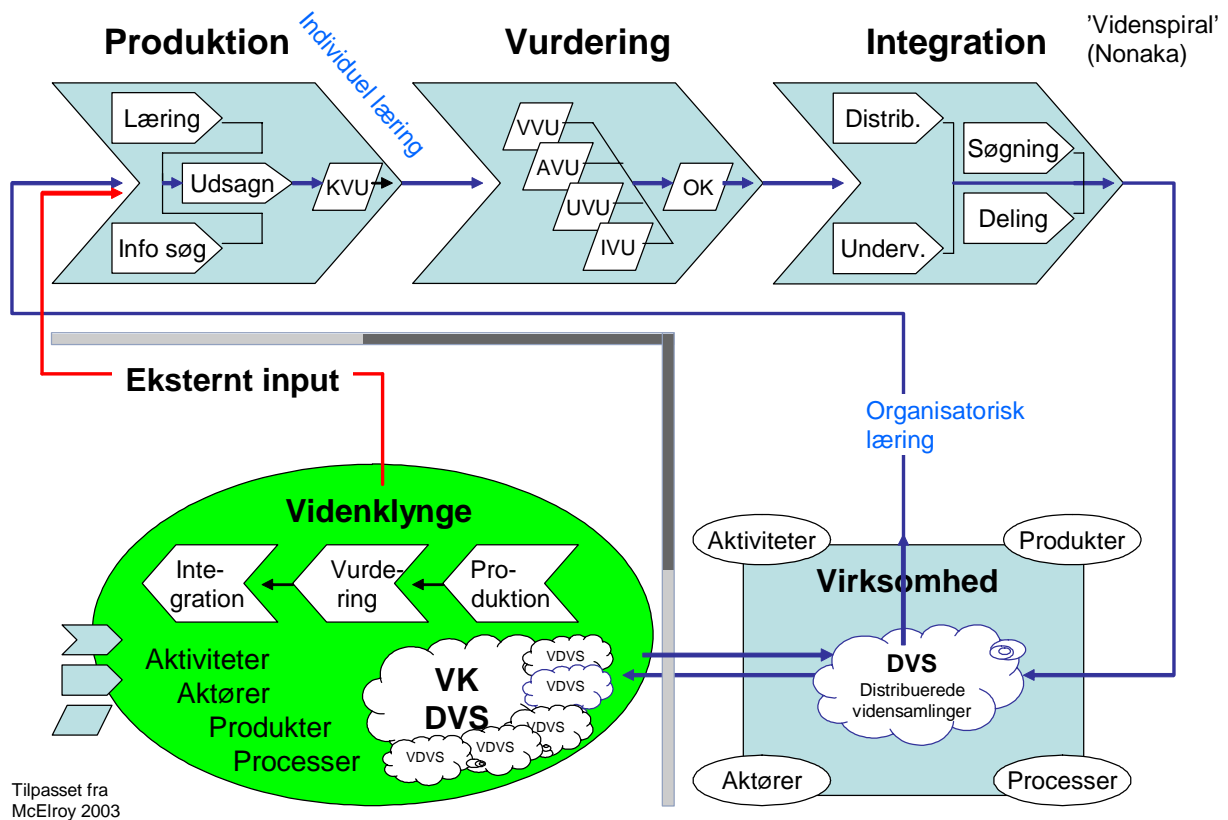 Produktion
Individuel læring
Vurdering
Integration
’Videnspiral’
(Nonaka)
Læring
Udsagn
KVU
Info søg
VVU
AVU
UVU
IVU
OK
Distrib.
Søgning
Deling
Underv.
Eksternt input
Organisatorisk
læring
Videnklynge
Inte-
gration
Vurde-
ring
Pro-
duktion
Aktiviteter
Aktører
Produkter
Processer
VK
DVS
VDVS
VDVS
VDVS
VDVS
VDVS
Aktiviteter
Produkter
Virksomhed
DVS
Distribuerede
vidensamlinger
Aktører
Processer
Tilpasset fra
McElroy 2003